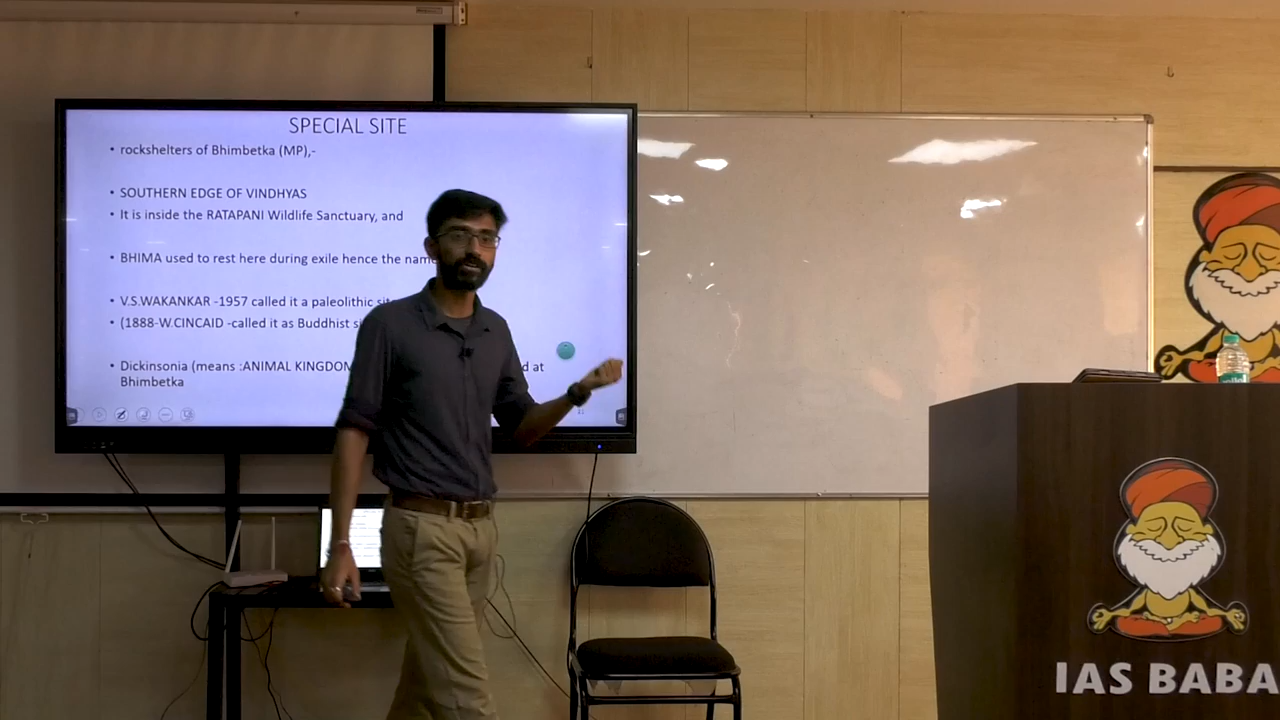 SPECIAL SITE
• rockshelters of Bhimbetka (MP),-
• SOUTHERN EDGE OF VINDHYAS
• It is inside the RATAPANI Wildlife Sanctuary, and
• BHIMA used to rest here during exile hence the name
• V.S.WAKANKAR -1957 called it a paleolithic
• (1888-W.CINCAID -called it as Buddhist
• Dickinsonia (means :ANIMAL KINGDOM at
Bhimbetka
IAS BABA